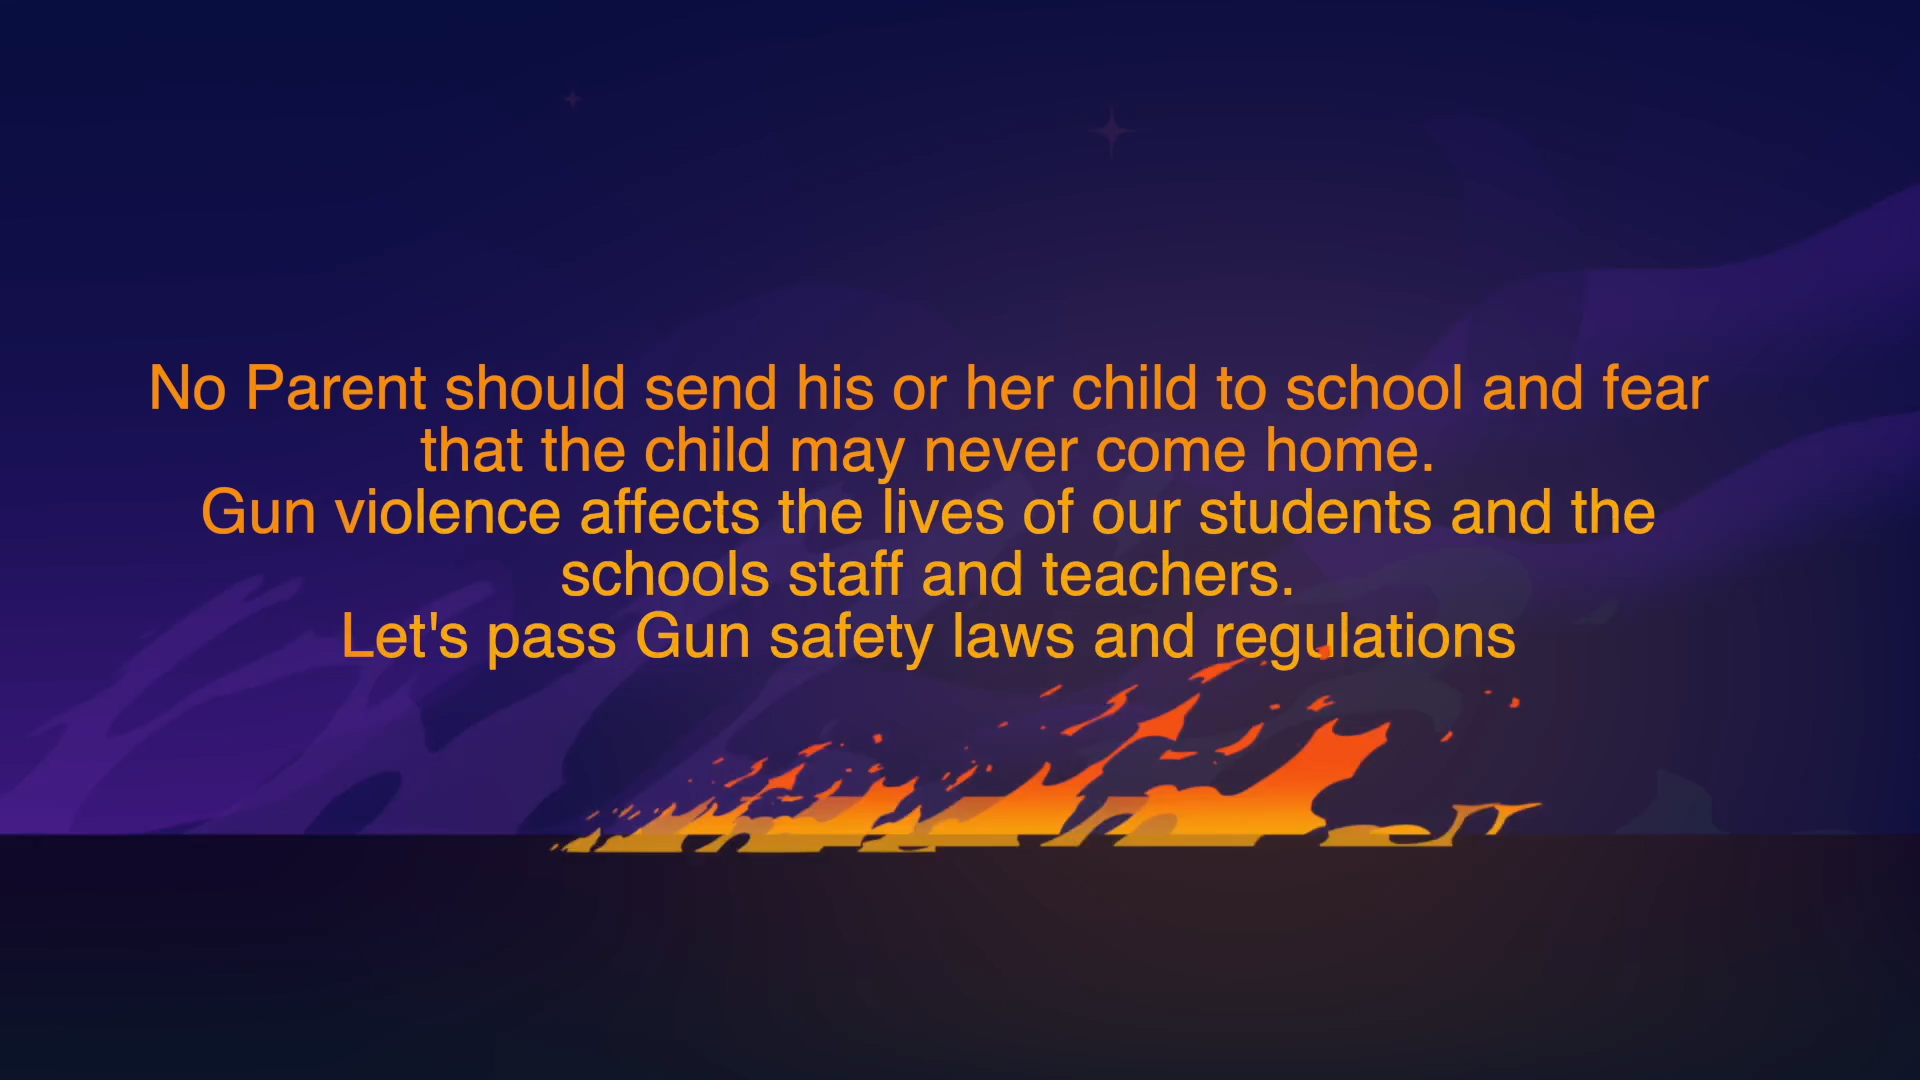 No Parent should send his or her child to school and fear
that the child may never come home.
Gun violence affects the lives of our students and the
schools staff and teachers.
Let's pass Gun safety laws and regulations